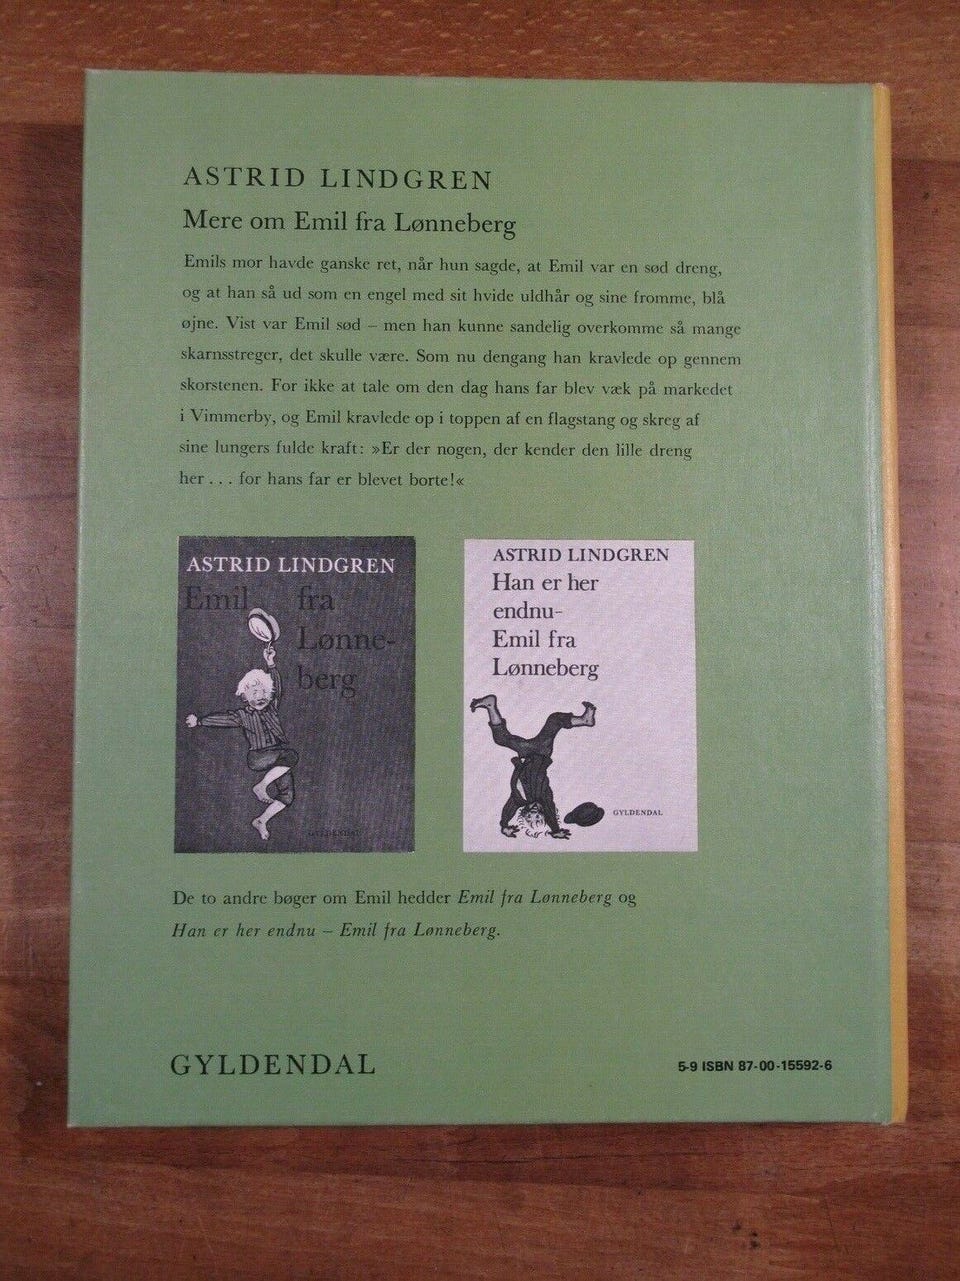 ASTRID LINDGREN
Mere om Emil fra Lønneberg
Emils mor havde ganske ret, når hun sagde, at Emil var en sød dreng,
og at han så ud som en engel med sit hvide uldhår og sine fromme, blå
øjne. Vist var Emil sød – men han kunne sandelig overkomme så mange
skarnsstreger, det skulle være. Som nu dengang han kravlede op gennem
skorstenen. For ikke at tale om den dag hans far blev væk på markedet
i Vimmerby, og Emil kravlede op i toppen af en flagstang og skreg af
sine lungers fulde kraft: »Er der nogen, der kender den lille dreng
her . . . for hans far er blevet borte!«
ASTRID LINDGREN
Emil fra
Lønne-
berg
GYLDENDAL
ASTRID LINDGREN
Han er her
endnu-
Emil fra
Lønneberg
GYLDENDAL
De to andre bøger om Emil hedder Emil fra Lønneberg og
Han er her endnu – Emil fra Lønneberg.
GYLDENDAL
5-9 ISBN 87-00-15592-6